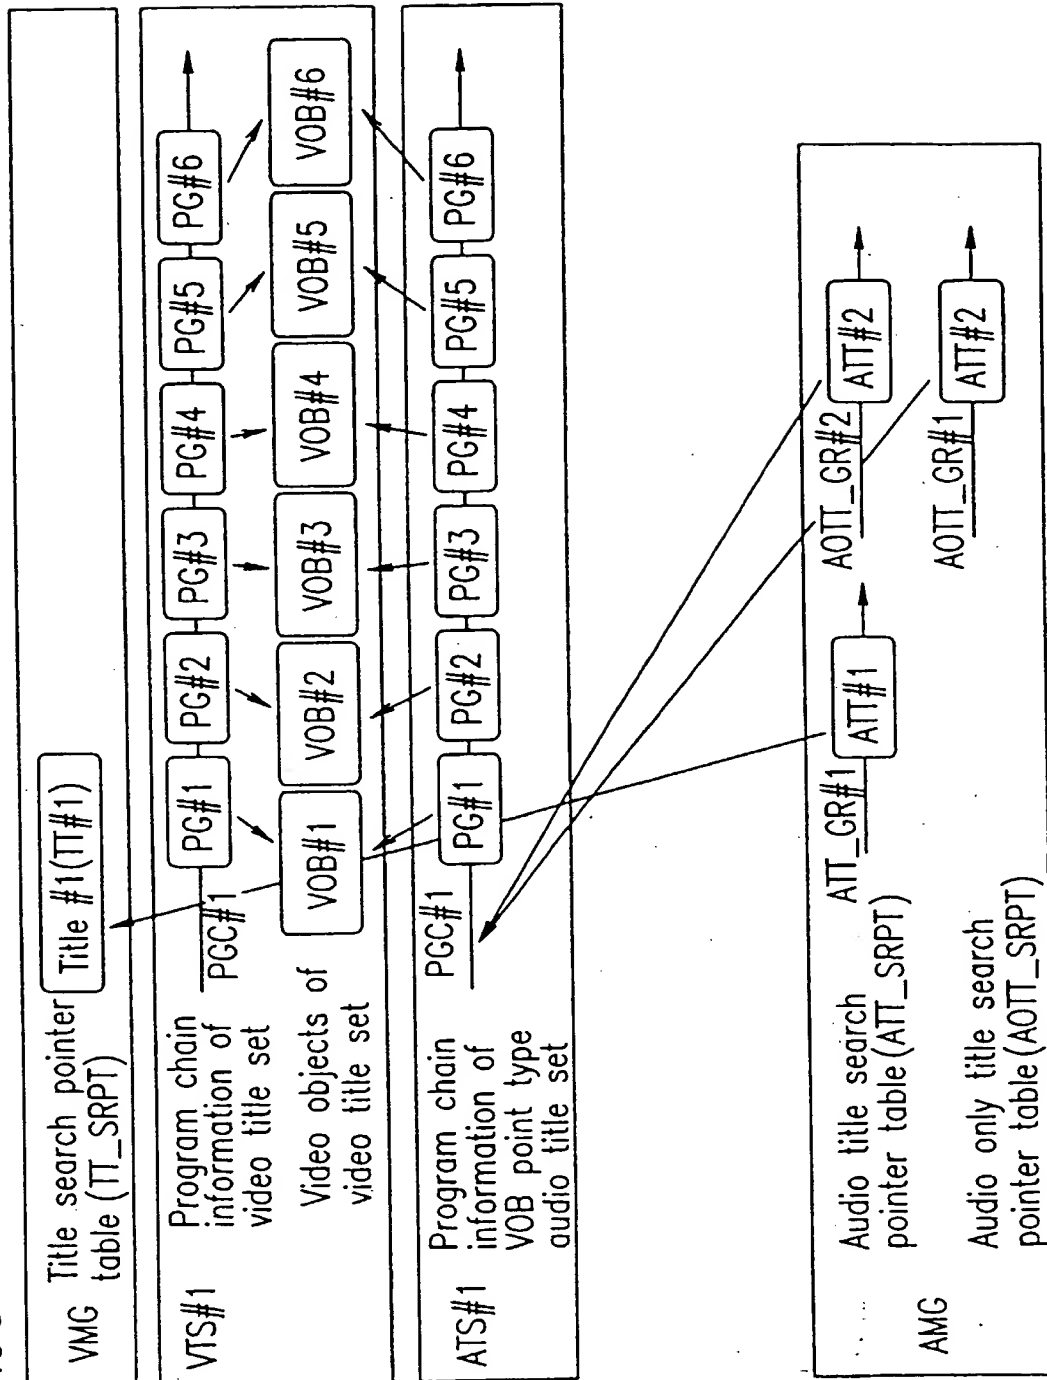 VMG
Title search pointer
table (TT_SRPT)
Title #1(TT#1)
VTS#1
Program chain
information of
video title set
PGC#1
PG#1
PG#2
PG#3
PG#4
PG#5
PG#6
Video objects of
video title set
VOB#1
VOB#2
VOB#3
VOB#4
VOB#5
VOB#6
ATS#1
Program chain
information of
VOB point type
audio title set
PGC#1
PG#1
PG#2
PG#3
PG#4
PG#5
PG#6
AMG
Audio title search
pointer table(ATT_SRPT)
ATT_GR#1
ATT#1
AOTT_GR#2
ATT#2
Audio only title search
pointer table(AOTT_SRPT)
AOTT_GR#1
ATT#2